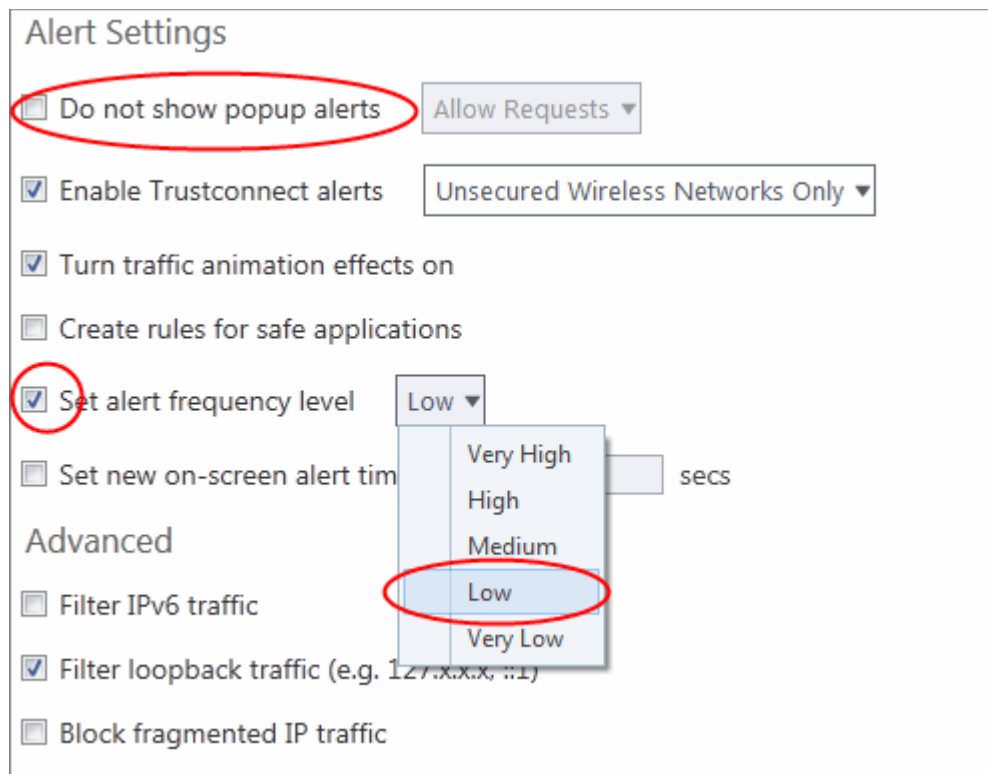 Alert Settings
Do not show popup alerts Allow Requests
Enable Trustconnect alerts Unsecured Wireless Networks Only
Turn traffic animation effects on
Create rules for safe applications
Set alert frequency level Low
Very High
Set new on-screen alert tim secs
High
Advanced
Medium
Low
Filter IPv6 traffic
Very Low
Filter loopback traffic (e.g. 127.x.x.x, ::1)
Block fragmented IP traffic